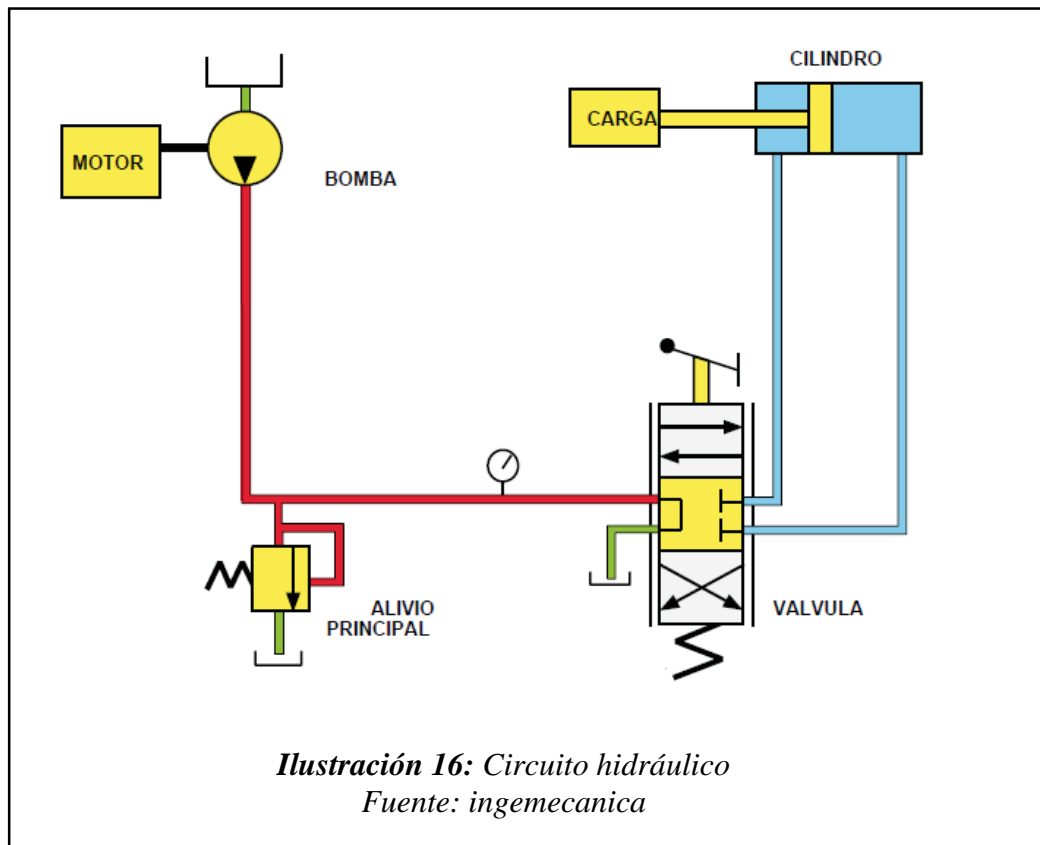 CILINDRO
CARGA
MOTOR
BOMBA
ALIVIO
PRINCIPAL
VALVULA
Ilustración 16: Circuito hidráulico
Fuente: ingemecanica